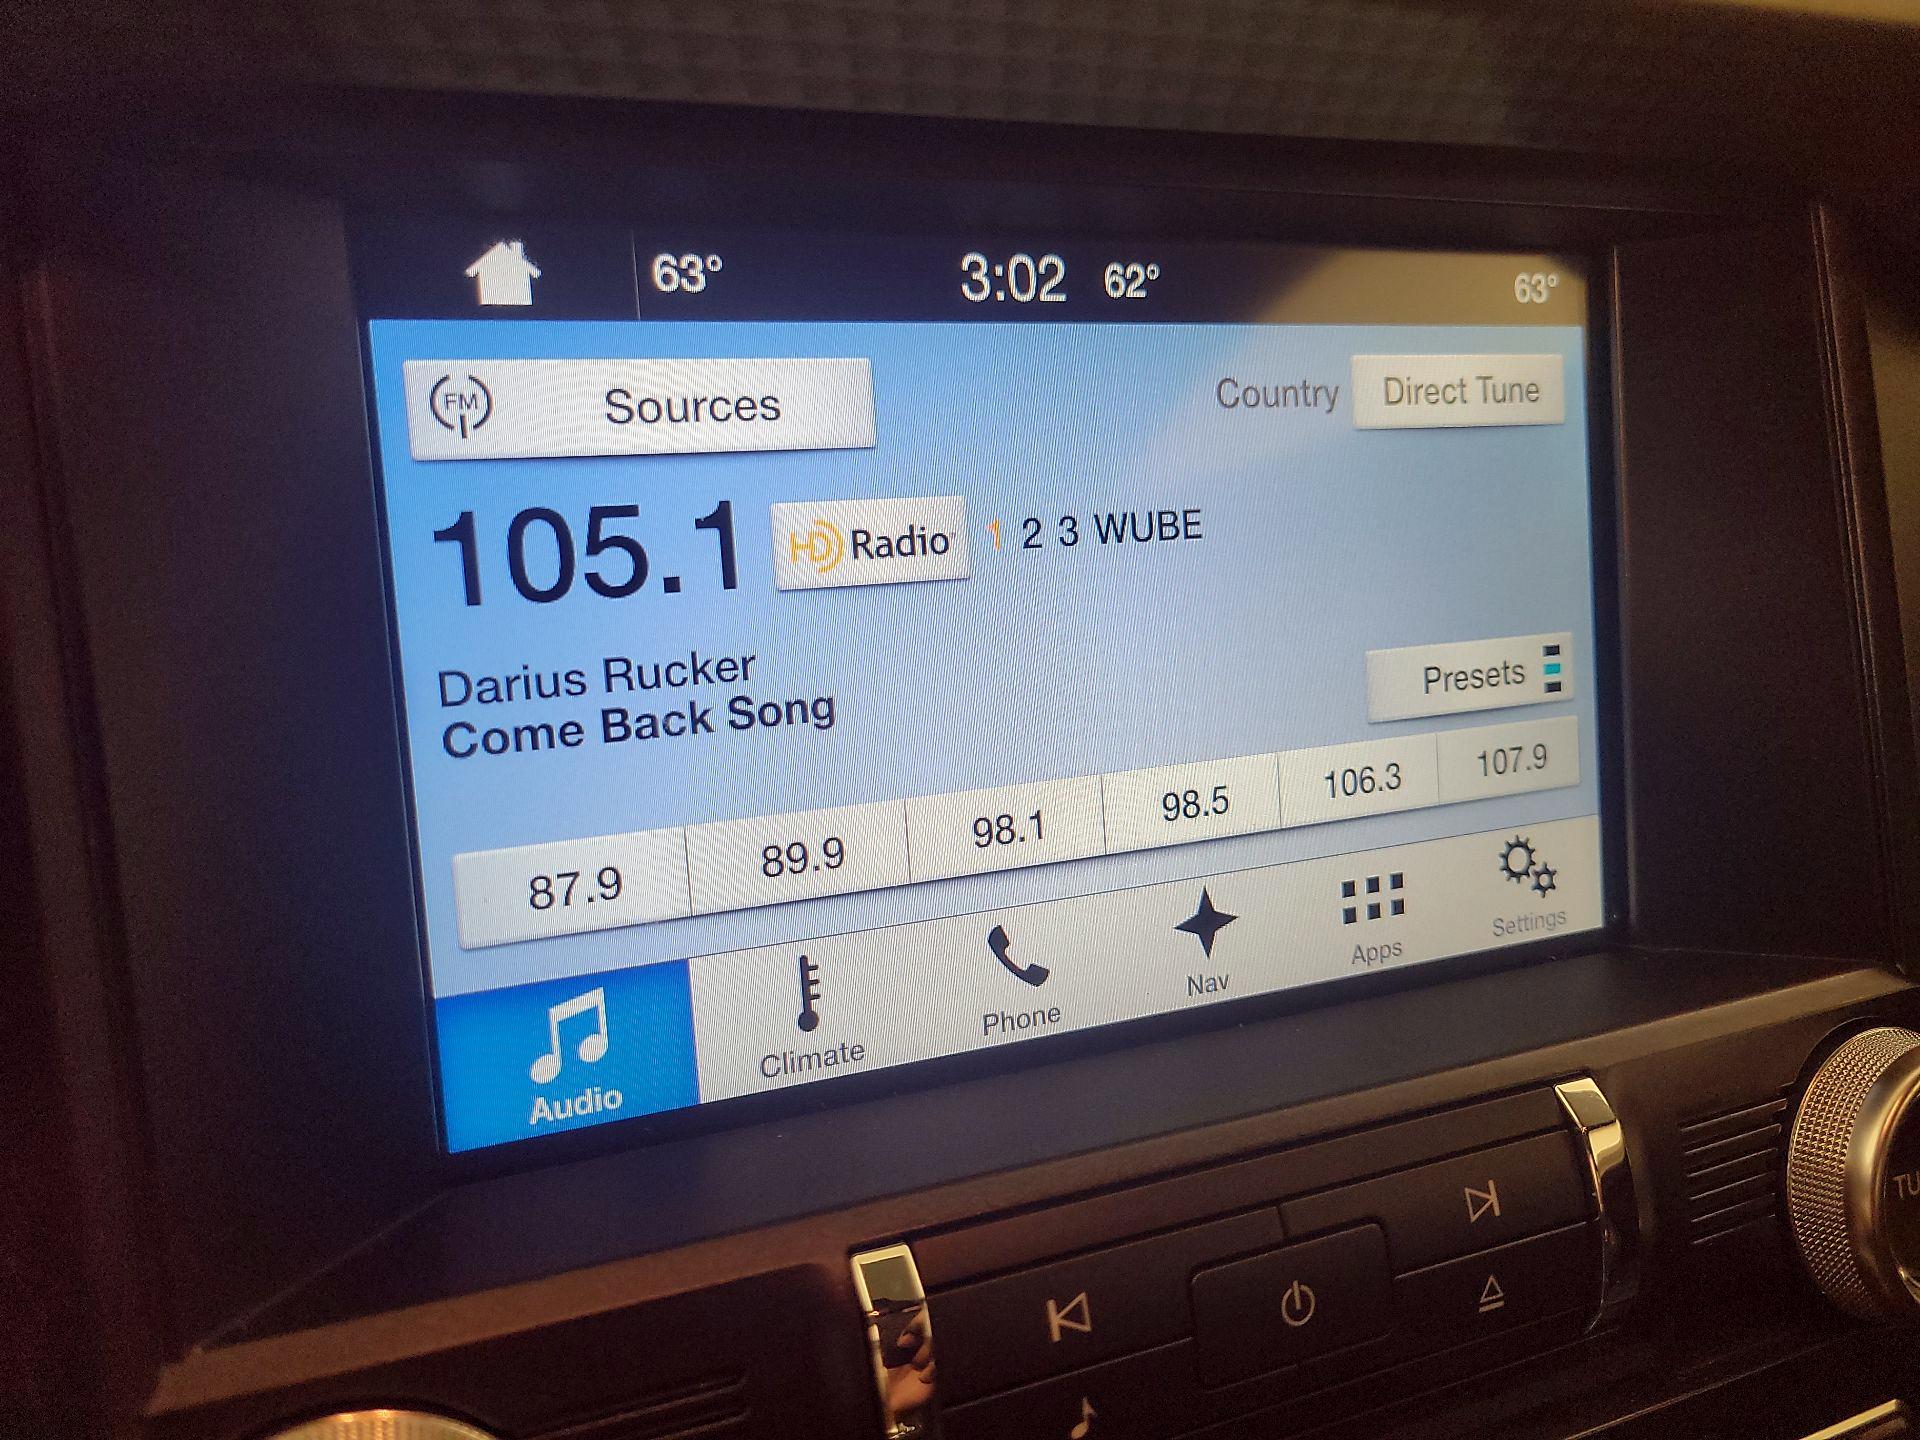 63° 3:02 62° 63°
FM Sources Country Direct Tune
105.1 HD Radio 1 2 3 WUBE
Darius Rucker
Come Back Song
Presets
87.9 89.9 98.1 98.5 106.3 107.9
Audio Climate Phone Nav Apps Settings
TU